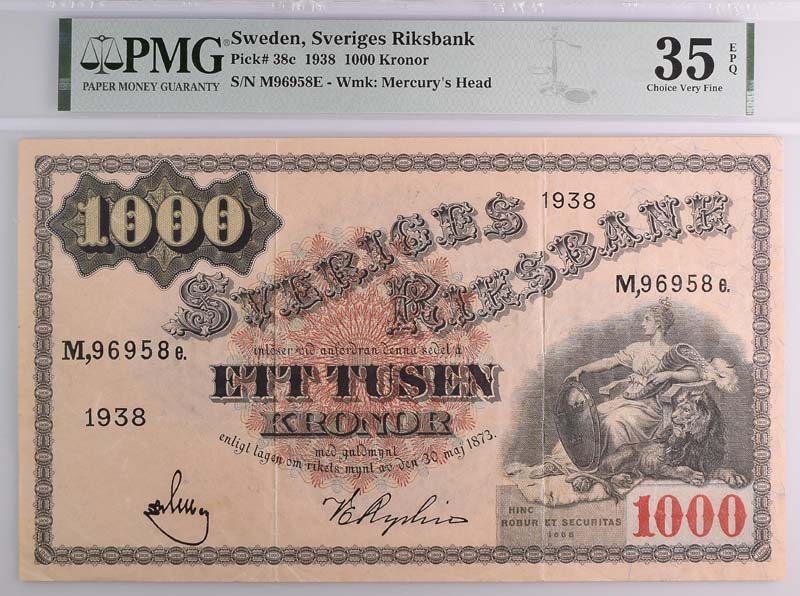 PMG®
PAPER MONEY GUARANTY
Sweden, Sveriges Riksbank
Pick# 38c 1938 1000 Kronor
S/N M96958E - Wmk: Mercury's Head
35 EPQ
Choice Very Fine
1000
SVERIGES
RIKSBANK
1938
M,96958 e.
M,96958 e.
inlöser vid anfordran denna sedel å
ETT TUSEN
KRONOR
1938
med guldmynt
enligt lagen om rikets mynt av den 30 maj 1873.
VERydin
HINC
ROBUR ET SECURITAS
1668
1000